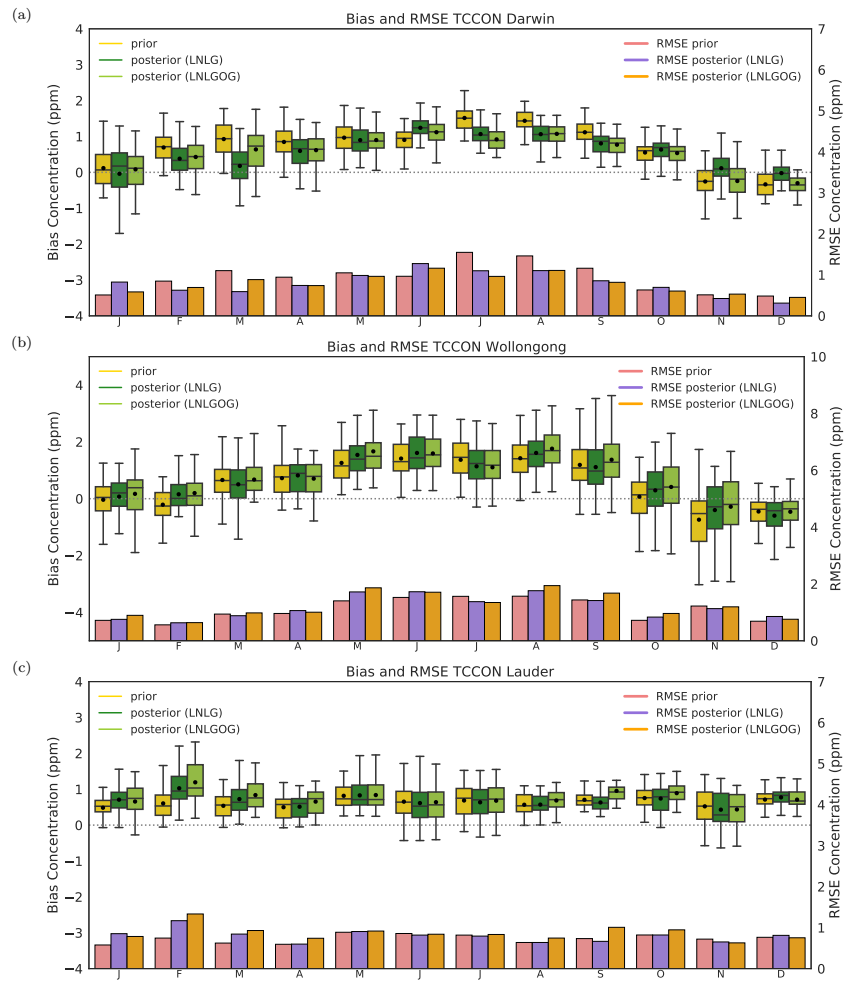 (a)
Bias and RMSE TCCON Darwin
prior
posterior (LNLG)
posterior (LNLGOG)
RMSE prior
RMSE posterior (LNLG)
RMSE posterior (LNLGOG)
Bias Concentration (ppm)
4
3
2
1
0
−1
−2
−3
−4
RMSE Concentration (ppm)
7
6
5
4
3
2
1
0
J F M A M J J A S O N D
(b)
Bias and RMSE TCCON Wollongong
prior
posterior (LNLG)
posterior (LNLGOG)
RMSE prior
RMSE posterior (LNLG)
RMSE posterior (LNLGOG)
Bias Concentration (ppm)
4
2
0
−2
−4
RMSE Concentration (ppm)
10
8
6
4
2
0
J F M A M J J A S O N D
(c)
Bias and RMSE TCCON Lauder
prior
posterior (LNLG)
posterior (LNLGOG)
RMSE prior
RMSE posterior (LNLG)
RMSE posterior (LNLGOG)
Bias Concentration (ppm)
4
3
2
1
0
−1
−2
−3
−4
RMSE Concentration (ppm)
7
6
5
4
3
2
1
0
J F M A M J J A S O N D